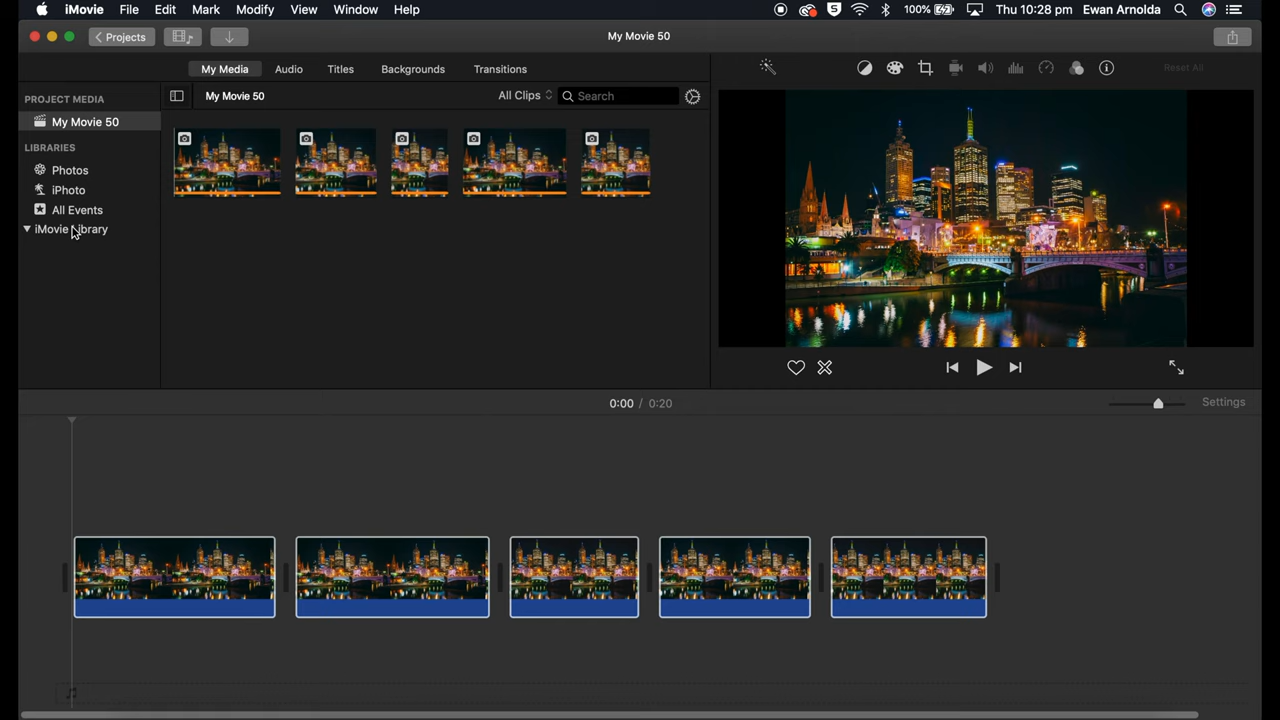 iMovie File Edit Mark Modify View Window Help 100% Thu 10:28 pm Ewan Arnolda
Projects My Movie 50
My Media Audio Titles Backgrounds Transitions Reset All
PROJECT MEDIA My Movie 50 All Clips Search
My Movie 50
LIBRARIES
Photos
iPhoto
All Events
iMovie Library
0:00 / 0:20 Settings